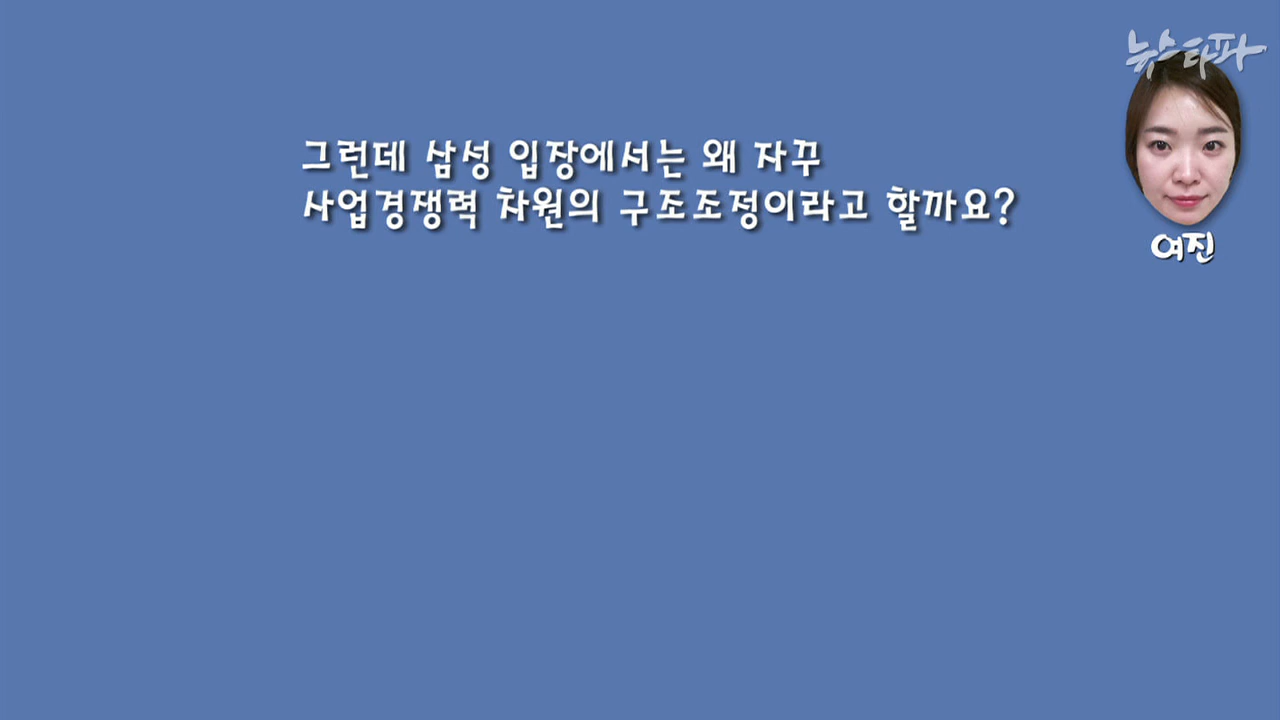 뉴스타파
그런데 삼성 입장에서는 왜 자꾸
사업경쟁력 차원의 구조조정이라고 할까요?
여진